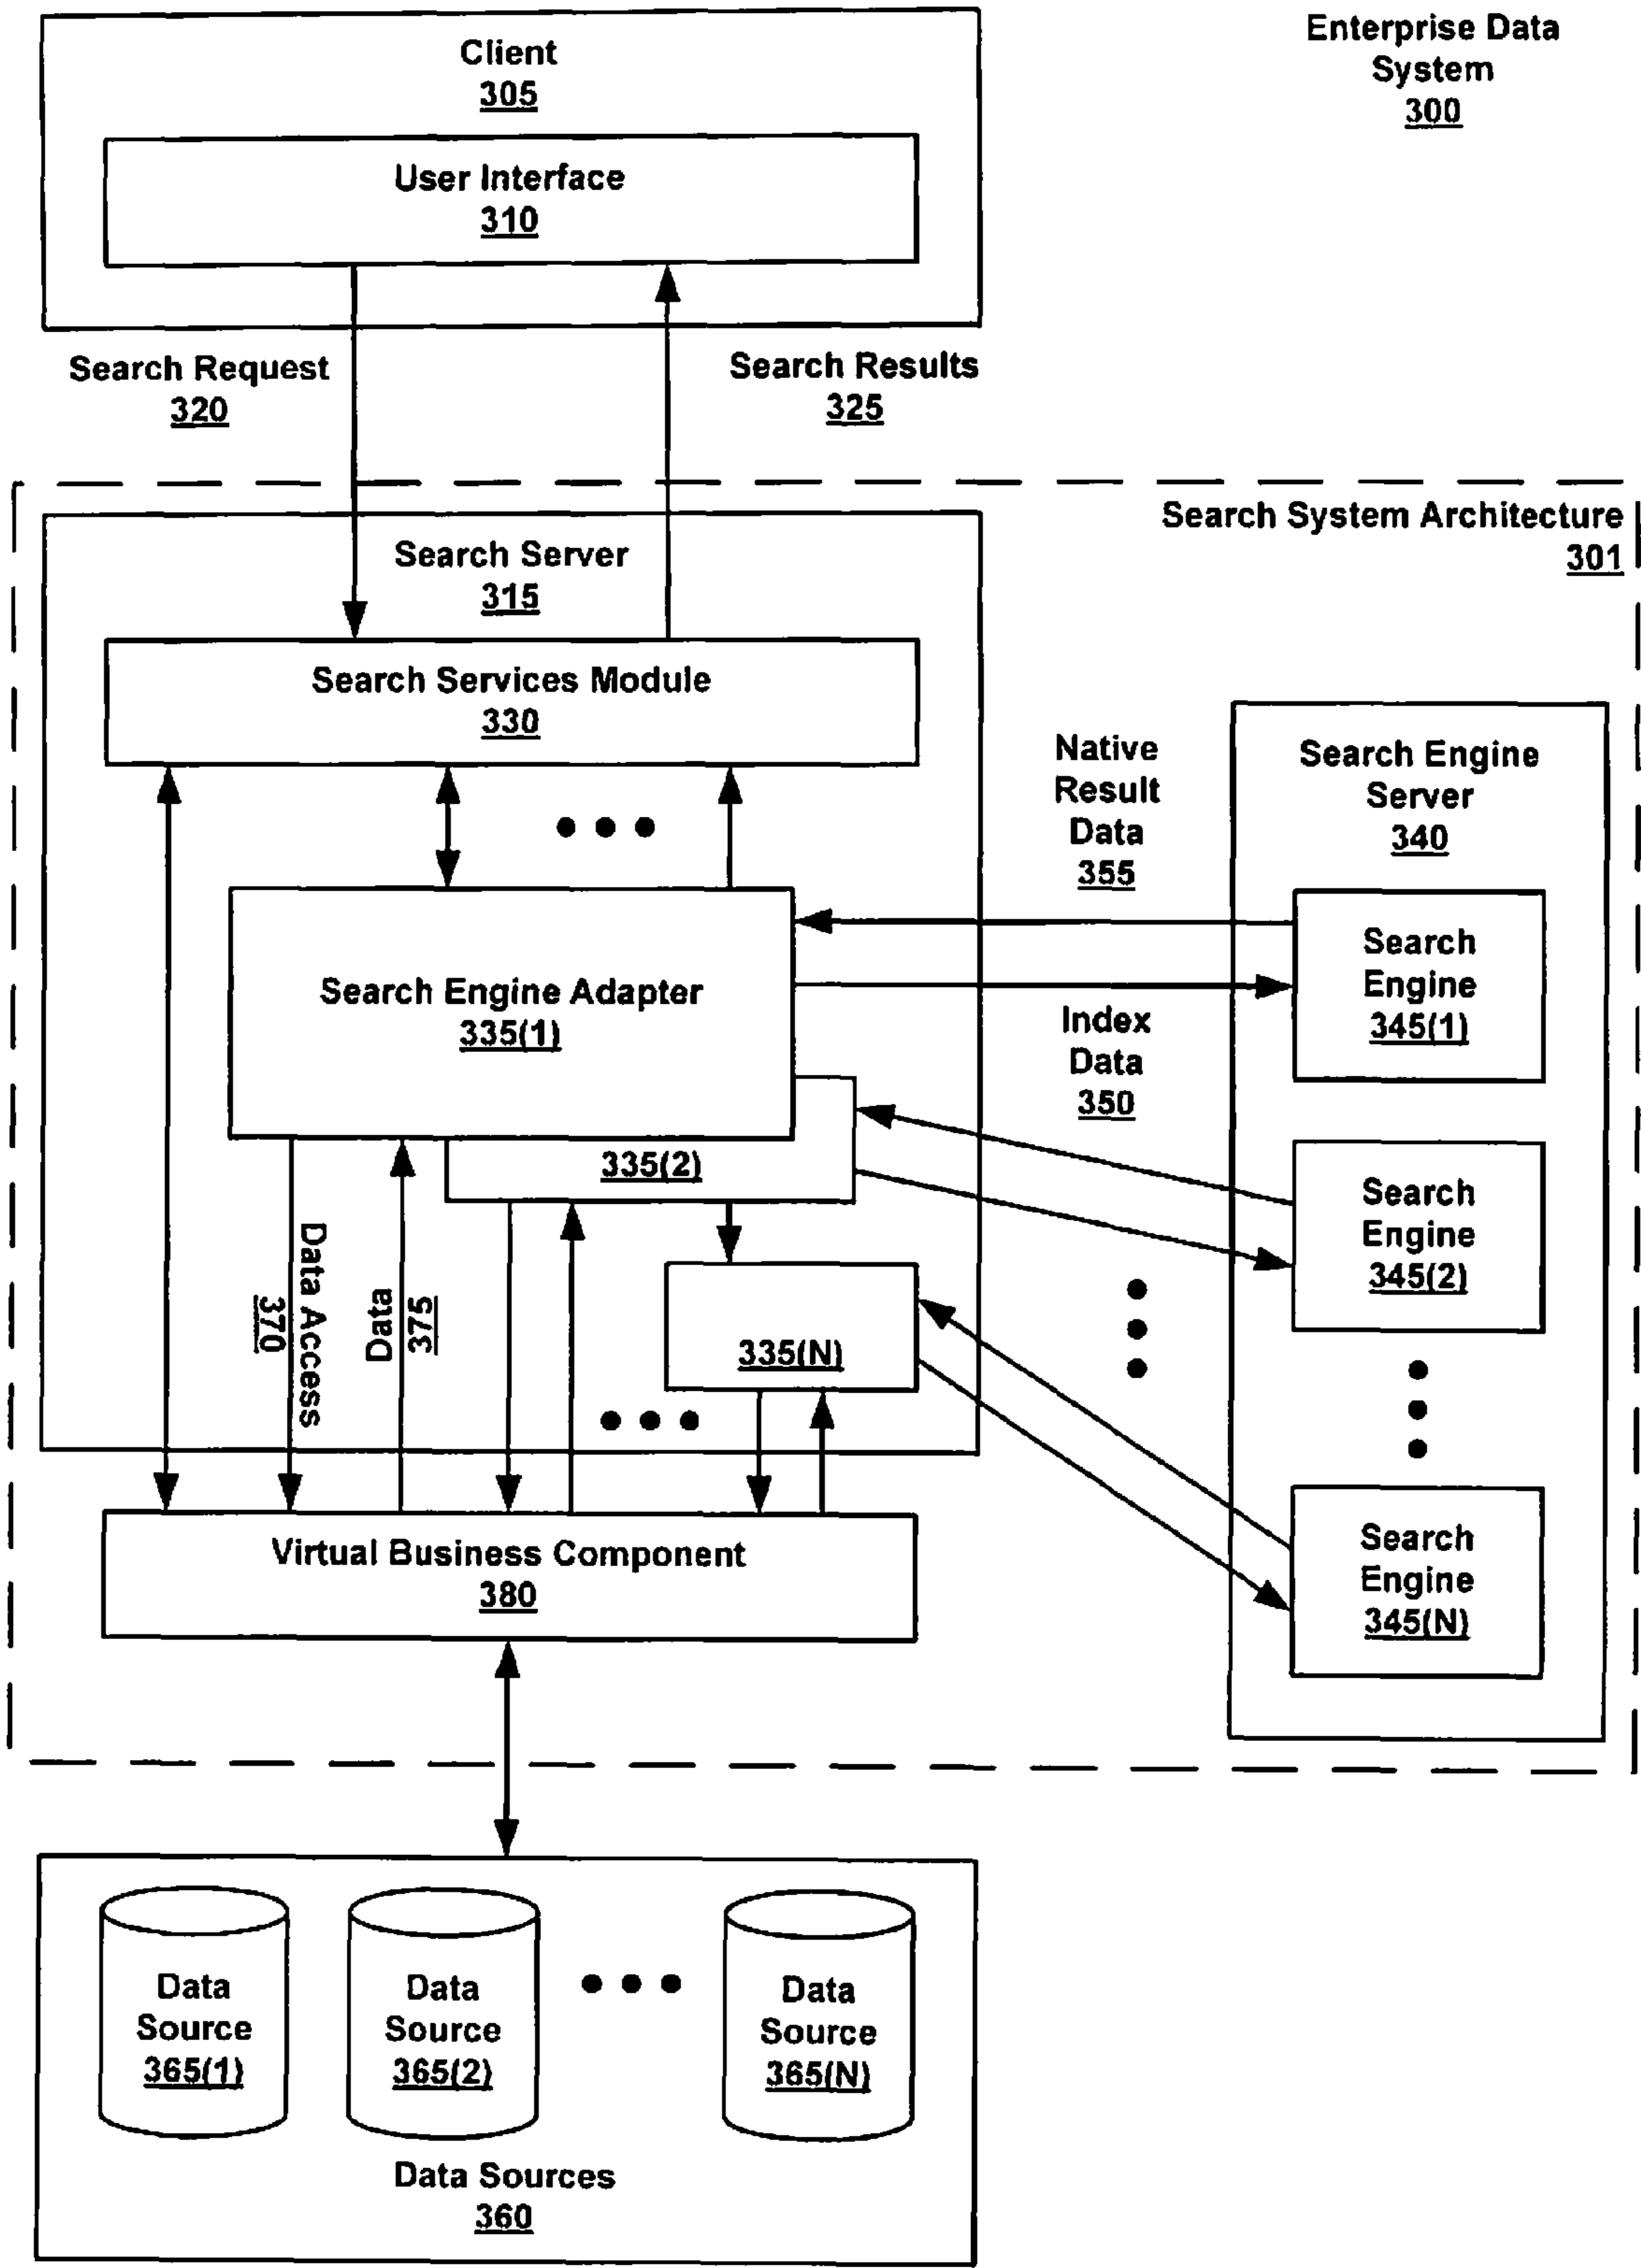 Enterprise Data
System
300
Client
305
User Interface
310
Search Request
320
Search Results
325
Search System Architecture
301
Search Server
315
Search Services Module
330
Native
Result
Data
355
Search Engine
Server
340
Search Engine Adapter
335(1)
Search
Engine
345(1)
Index
Data
350
335(2)
Search
Engine
345(2)
Data Access
370
Data
375
335(N)
Search
Engine
345(N)
Virtual Business Component
380
Data
Source
365(1)
Data
Source
365(2)
Data
Source
365(N)
Data Sources
360